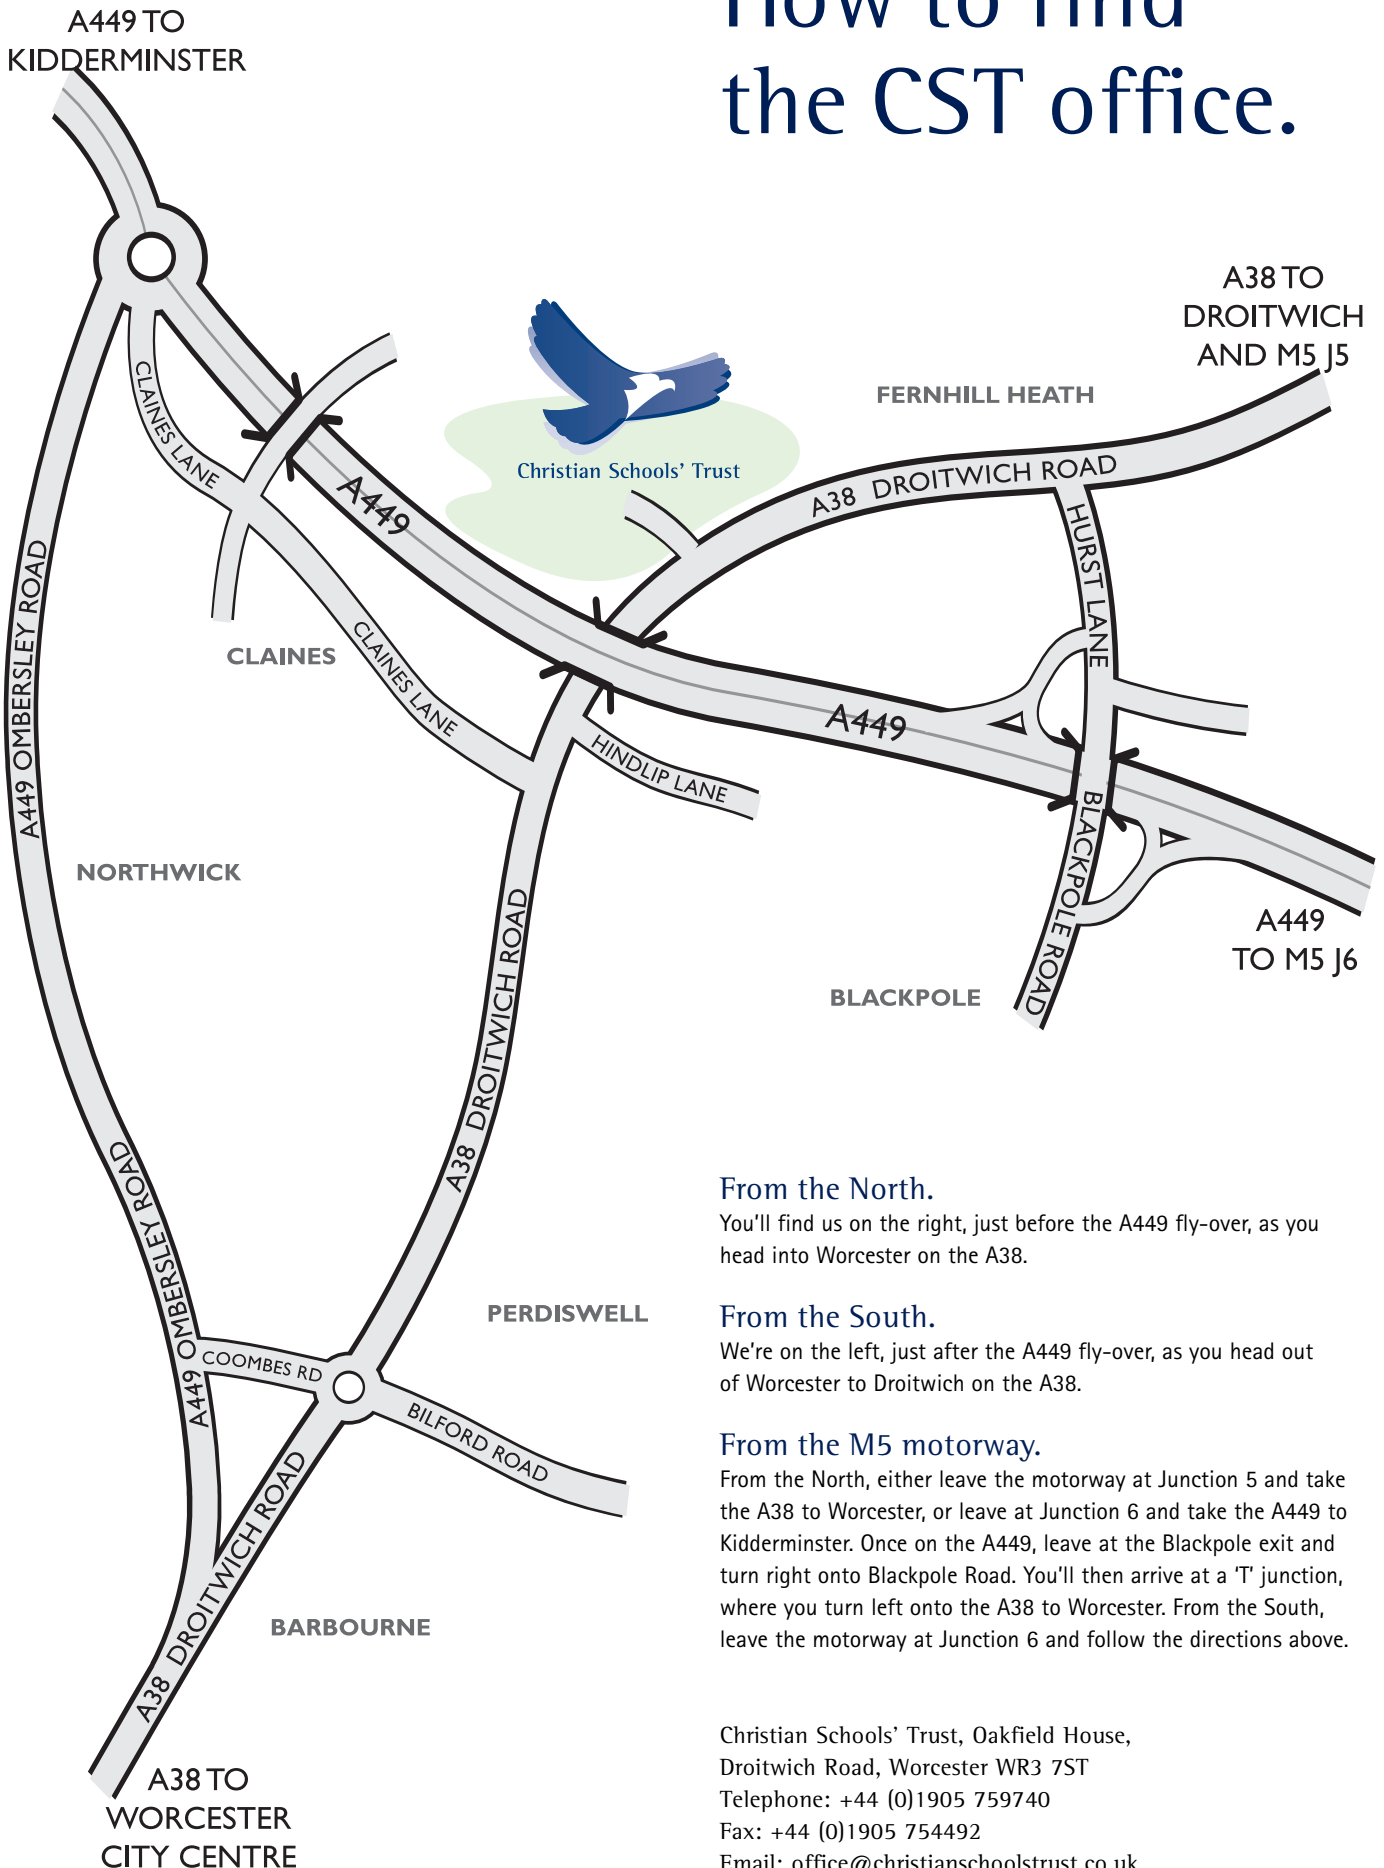 How to find
the CST office.
A449 TO
KIDDERMINSTER
A38 TO
DROITWICH
AND M5 J5
FERNHILL HEATH
Christian Schools' Trust
CLAINES LANE
A449
A38 DROITWICH ROAD
HURST LANE
A449 OMBERSLEY ROAD
CLAINES
CLAINES LANE
A449
HINDLIP LANE
BLACKPOLE ROAD
NORTHWICK
A449
TO M5 J6
BLACKPOLE
A38 DROITWICH ROAD
A449 OMBERSLEY ROAD
PERDISWELL
COOMBES RD
BILFORD ROAD
A38 DROITWICH ROAD
BARBOURNE
A38 TO
WORCESTER
CITY CENTRE
From the North.
You'll find us on the right, just before the A449 fly-over, as you
head into Worcester on the A38.
From the South.
We're on the left, just after the A449 fly-over, as you head out
of Worcester to Droitwich on the A38.
From the M5 motorway.
From the North, either leave the motorway at Junction 5 and take
the A38 to Worcester, or leave at Junction 6 and take the A449 to
Kidderminster. Once on the A449, leave at the Blackpole exit and
turn right onto Blackpole Road. You'll then arrive at a 'T' junction,
where you turn left onto the A38 to Worcester. From the South,
leave the motorway at Junction 6 and follow the directions above.
Christian Schools' Trust, Oakfield House,
Droitwich Road, Worcester WR3 7ST
Telephone: +44 (0)1905 759740
Fax: +44 (0)1905 754492
Email: office@christianschoolstrust.co.uk